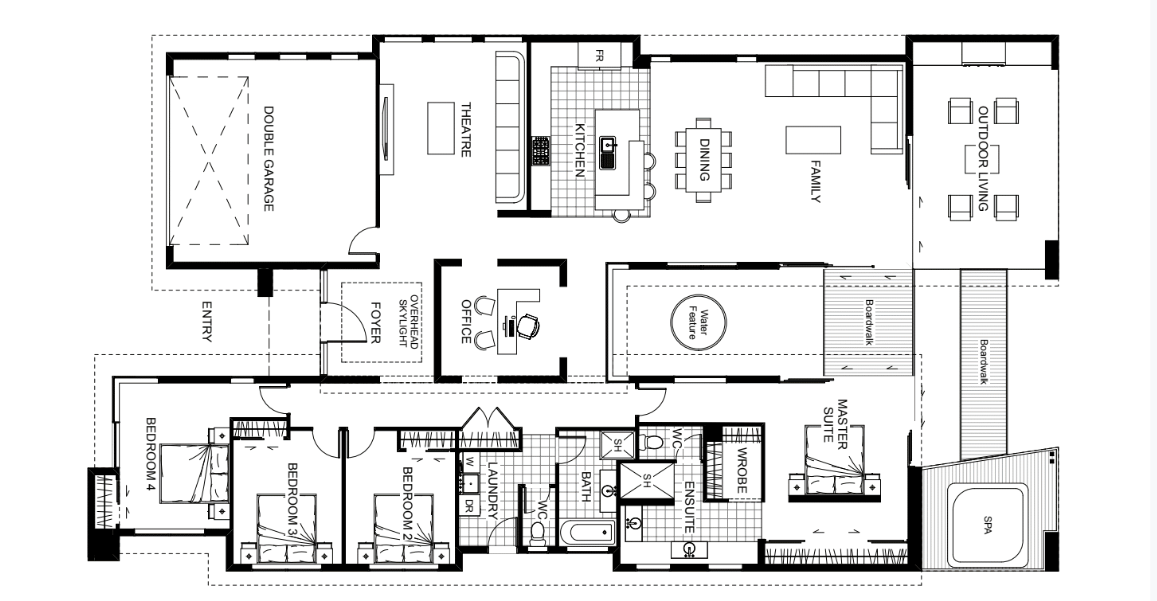 FR
DOUBLE GARAGE
THEATRE
KITCHEN
DINING
FAMILY
OUTDOOR LIVING
ENTRY
FOYER
OVERHEAD
SKYLIGHT
OFFICE
Water
Feature
Boardwalk
Boardwalk
BEDROOM 4
BEDROOM 3
BEDROOM 2
W
DR
LAUNDRY
WC
BATH
SH
WC
SH
ENSUITE
WROBE
MASTER
SUITE
SPA